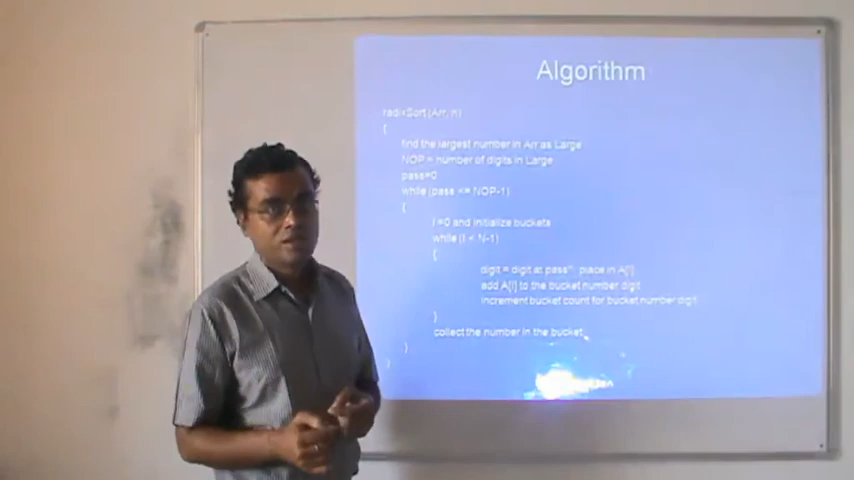 Algorithm
radixSort (Arr, n)
{
find the largest number in Arr as Large
NOP = number of digits in Large
pass=0
while (pass <= NOP-1)
{
I =0 and initialize buckets
while (I < N-1)
{
digit = digit at pass place in A[I]
add A[I] to the bucket number digit
increment bucket count for bucket number digit
}
collect the number in the bucket
}
}